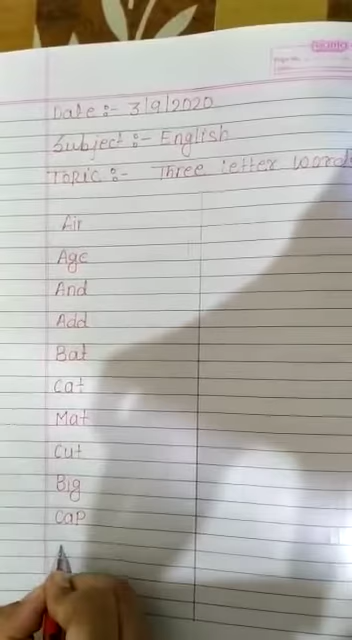 Date :- 3/9/2020
Subject :- English
Topic :- Three letter words
Air
Age
And
Add
Bat
Cat
Mat
Cut
Big
Cap